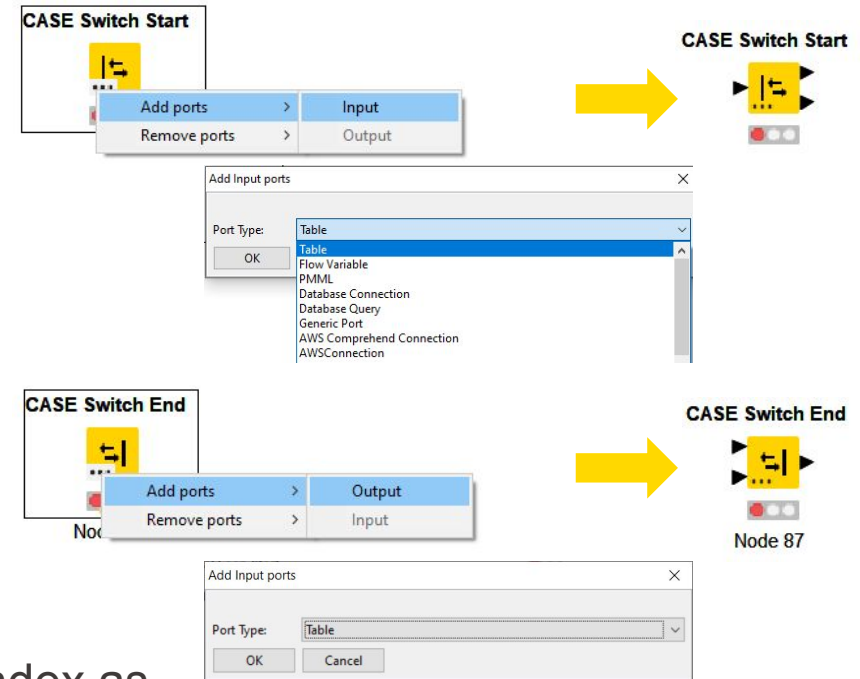 CASE Switch Start
CASE Switch Start
Add ports > Input
Remove ports > Output
Add Input ports
Port Type: Table
OK
Table
Flow Variable
PMML
Database Connection
Database Query
Generic Port
AWS Comprehend Connection
AWSConnection
CASE Switch End
CASE Switch End
Add ports > Output
Remove ports > Input
Node 87
Add Input ports
Port Type: Table
OK Cancel